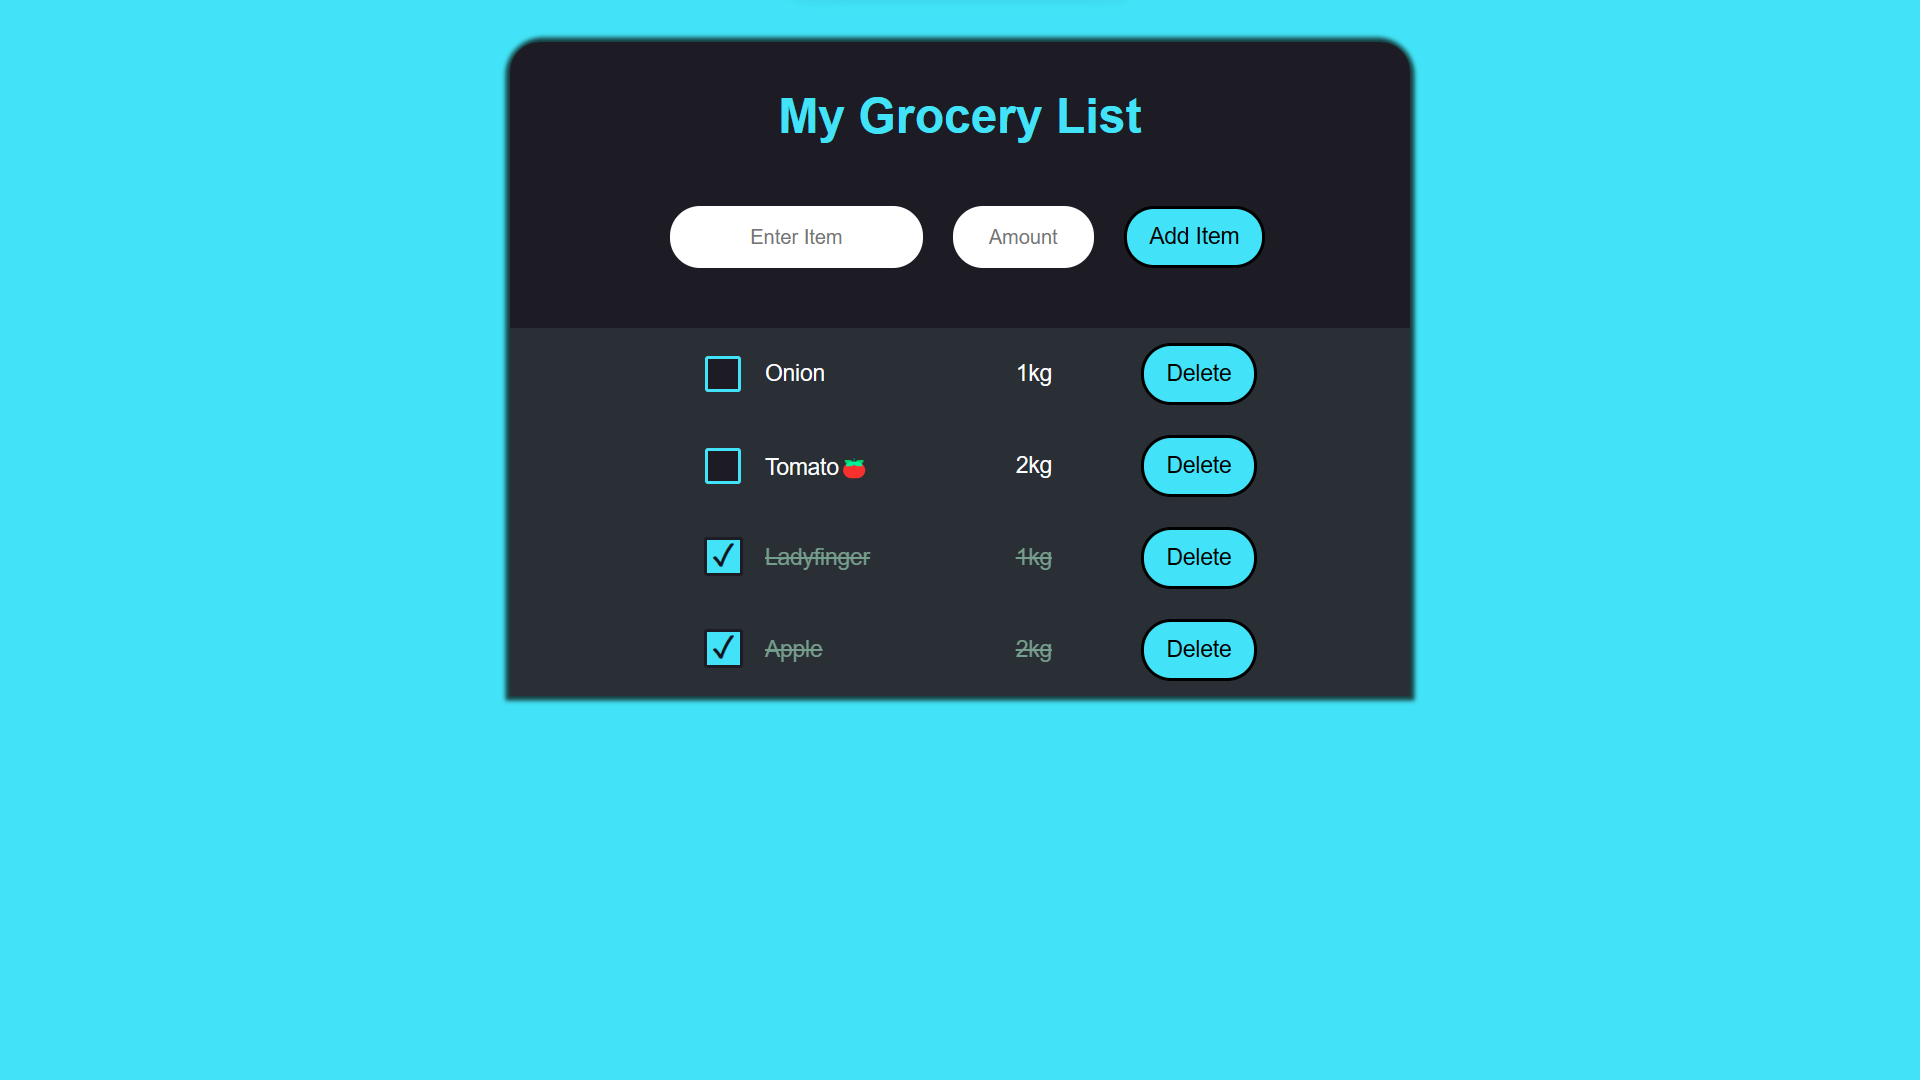 My Grocery List
Enter Item Amount Add Item
Onion 1kg Delete
Tomato🍅 2kg Delete
Ladyfinger 1kg Delete
Apple 2kg Delete